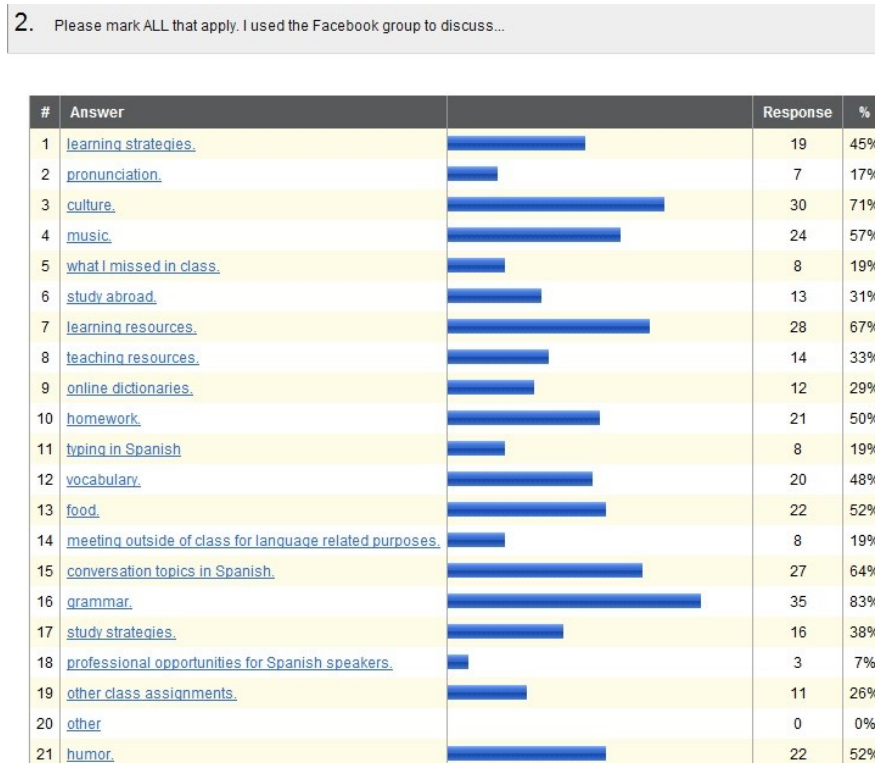 2. Please mark ALL that apply. I used the Facebook group to discuss...
# Answer Response %
1 learning strategies. 19 45%
2 pronunciation. 7 17%
3 culture. 30 71%
4 music. 24 57%
5 what I missed in class. 8 19%
6 study abroad. 13 31%
7 learning resources. 28 67%
8 teaching resources. 14 33%
9 online dictionaries. 12 29%
10 homework. 21 50%
11 typing in Spanish 8 19%
12 vocabulary. 20 48%
13 food. 22 52%
14 meeting outside of class for language related purposes. 8 19%
15 conversation topics in Spanish. 27 64%
16 grammar. 35 83%
17 study strategies. 16 38%
18 professional opportunities for Spanish speakers. 3 7%
19 other class assignments. 11 26%
20 other 0 0%
21 humor. 22 52%